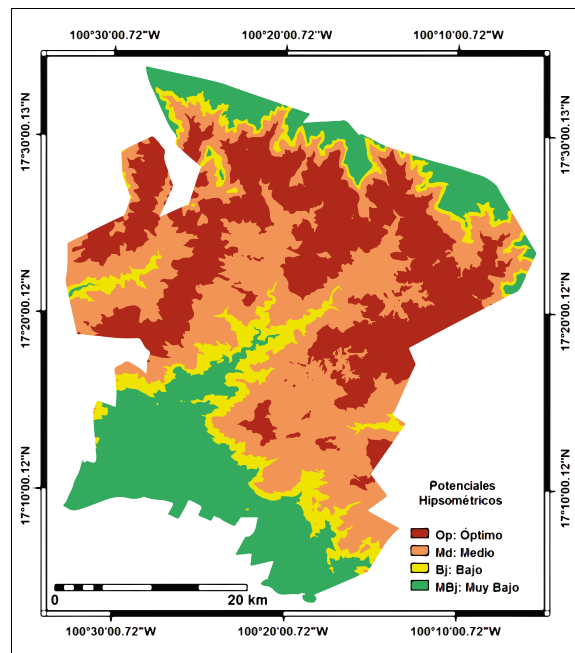 100°30'00.72"W 100°20'00.72"W 100°10'00.72"W
17°30'00.13"N 17°30'00.13"N
17°20'00.12"N 17°20'00.12"N
17°10'00.12"N 17°10'00.12"N
Potenciales
Hipsométricos
Op: Óptimo
Md: Medio
Bj: Bajo
MBj: Muy Bajo
0 20 km
100°30'00.72"W 100°20'00.72"W 100°10'00.72"W